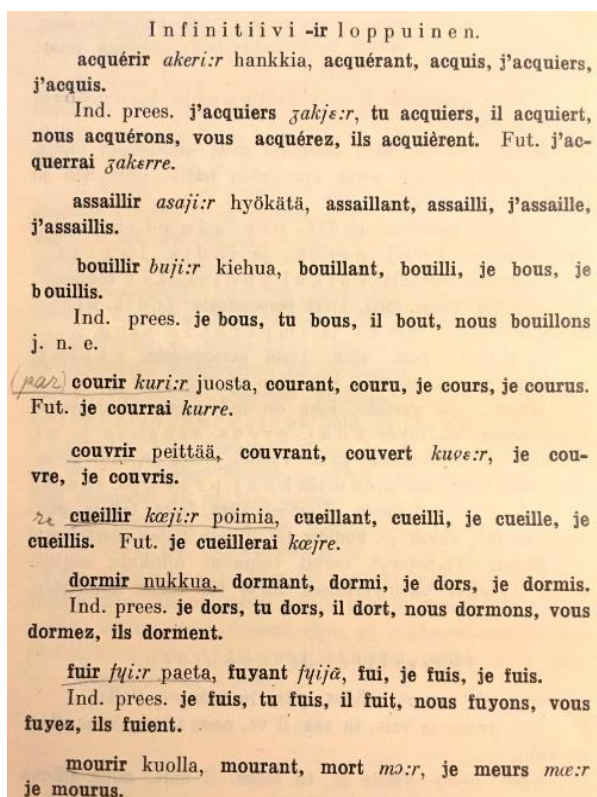 Infinitiivi -ir loppuinen.
acquérir akeri:r hankkia, acquérant, acquis, j'acquiers,
j'acquis.
Ind. prees. j'acquiers ʒakjɛ:r, tu acquiers, il acquiert,
nous acquérons, vous acquérez, ils acquièrent. Fut. j'ac-
querrai ʒakɛrre.
assaillir asaji:r hyökätä, assaillant, assailli, j'assaille,
j'assaillis.
bouillir buji:r kiehua, bouillant, bouilli, je bous, je
bouillis.
Ind. prees. je bous, tu bous, il bout, nous bouillons
j. n. e.
(par) courir kuri:r juosta, courant, couru, je cours, je courus.
Fut. je courrai kurre.
couvrir peittää, couvrant, couvert kuvɛ:r, je cou-
vre, je couvris.
re cueillir kœji:r poimia, cueillant, cueilli, je cueille, je
cueillis. Fut. je cueillerai kœjre.
dormir nukkua, dormant, dormi, je dors, je dormis.
Ind. prees. je dors, tu dors, il dort, nous dormons, vous
dormez, ils dorment.
fuir fɥi:r paeta, fuyant fɥijã, fui, je fuis, je fuis.
Ind. prees. je fuis, tu fuis, il fuit, nous fuyons, vous
fuyez, ils fuient.
mourir kuolla, mourant, mort mɔ:r, je meurs mœ:r
je mourus.